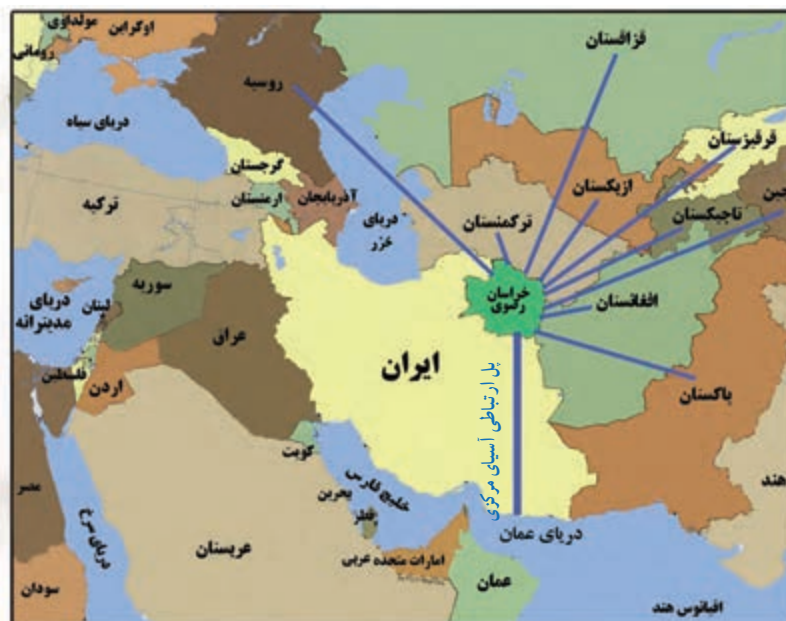 مولداوی
اوکراین
رومانی
قزاقستان
روسیه
دریای سیاه
قرقیزستان
گرجستان
ازبکستان
چین
ترکیه
ارمنستان
آذربایجان
دریای
خزر
ترکمنستان
تاجیکستان
خراسان
رضوی
سوریه
افغانستان
دریای
مدیترانه
لبنان
عراق
ایران
فلسطین
اردن
پاکستان
پل ارتباطی آسیای مرکزی
کویت
خلیج فارس
بحرین
قطر
هند
مصر
دریای سرخ
عربستان
دریای عمان
امارات متحده عربی
عمان
سودان
اقیانوس هند